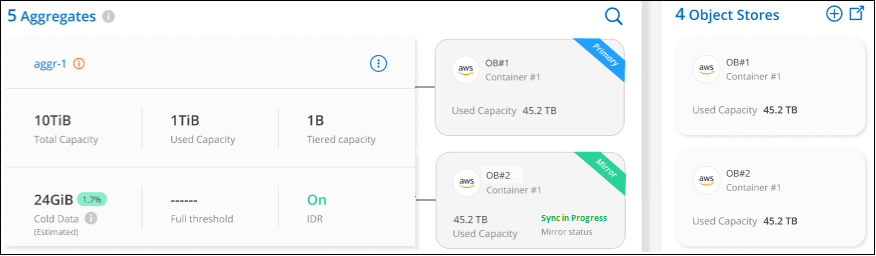 5 Aggregates
aggr-1
10TiB
Total Capacity
1TiB
Used Capacity
1B
Tiered capacity
24GiB 1.7%
Cold Data
(Estimated)
------
Full threshold
On
IDR
aws
OB#1
Container #1
Primary
Used Capacity 45.2 TB
aws
OB#2
Container #1
Mirror
45.2 TB
Used Capacity
Sync in Progress
Mirror status
4 Object Stores
aws
OB#1
Container #1
Used Capacity 45.2 TB
aws
OB#2
Container #1
Used Capacity 45.2 TB